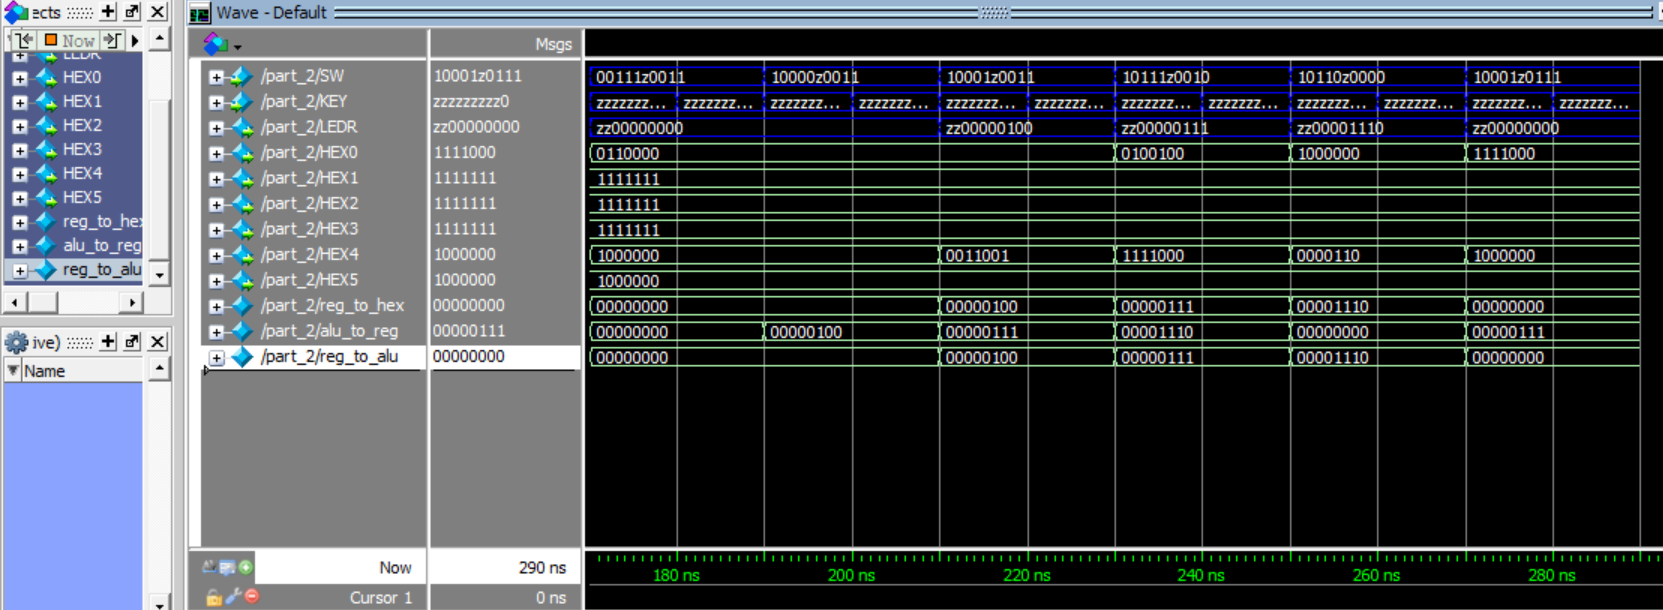 ects
Wave - Default
Now
Msgs
LEDR
HEX0
HEX1
HEX2
HEX3
HEX4
HEX5
reg_to_hex
alu_to_reg
reg_to_alu
ive)
Name
/part_2/SW 10001z0111 00111z0011 10000z0011 10001z0011 10111z0010 10110z0000 10001z0111
/part_2/KEY zzzzzzzzz0 zzzzzzz... zzzzzzz... zzzzzzz... zzzzzzz... zzzzzzz... zzzzzzz... zzzzzzz... zzzzzzz... zzzzzzz... zzzzzzz... zzzzzzz... zzzzzzz...
/part_2/LEDR zz00000000 zz00000000 zz00000100 zz00000111 zz00001110 zz00000000
/part_2/HEX0 1111000 0110000 0100100 1000000 1111000
/part_2/HEX1 1111111 1111111
/part_2/HEX2 1111111 1111111
/part_2/HEX3 1111111 1111111
/part_2/HEX4 1000000 1000000 0011001 1111000 0000110 1000000
/part_2/HEX5 1000000 1000000
/part_2/reg_to_hex 00000000 00000000 00000100 00000111 00001110 00000000
/part_2/alu_to_reg 00000111 00000000 00000100 00000111 00001110 00000000 00000111
/part_2/reg_to_alu 00000000 00000000 00000100 00000111 00001110 00000000
Now 290 ns 180 ns 200 ns 220 ns 240 ns 260 ns 280 ns
Cursor 1 0 ns